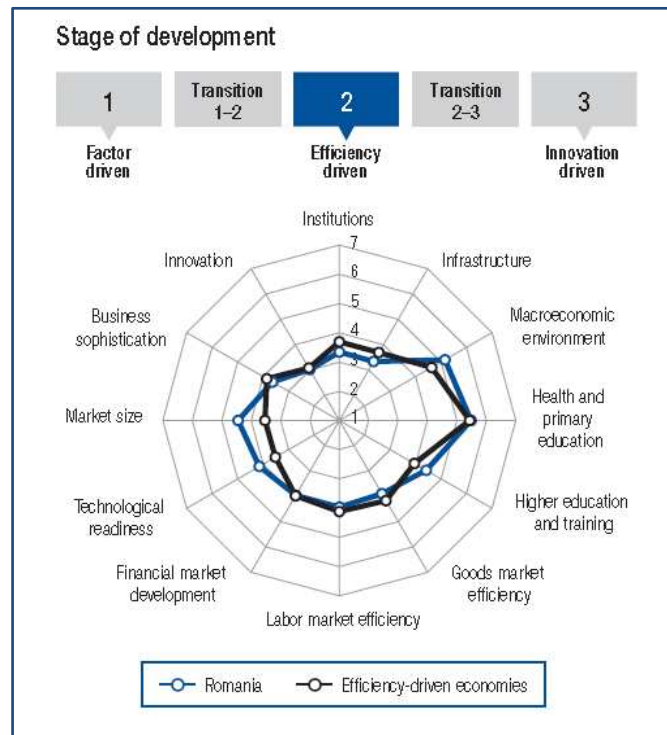 Stage of development
1
Transition
1–2
2
Transition
2–3
3
Factor
driven
Efficiency
driven
Innovation
driven
Institutions
7
Innovation
6
Infrastructure
5
Business
sophistication
4
Macroeconomic
environment
3
2
Market size
1
Health and
primary
education
Technological
readiness
Higher education
and training
Financial market
development
Goods market
efficiency
Labor market efficiency
Romania
Efficiency-driven economies